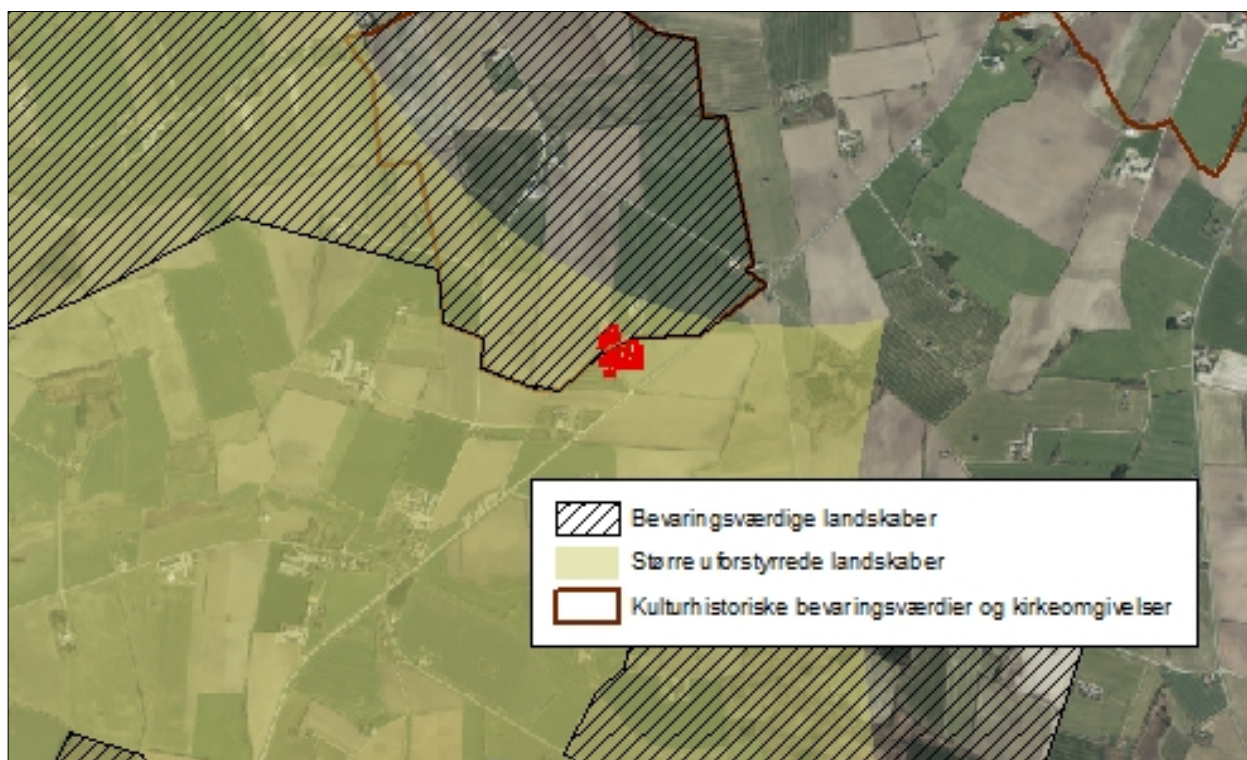 Bevaringsværdige landskaber
Større uforstyrrede landskaber
Kulturhistoriske bevaringsværdier og kirkeomgivelser